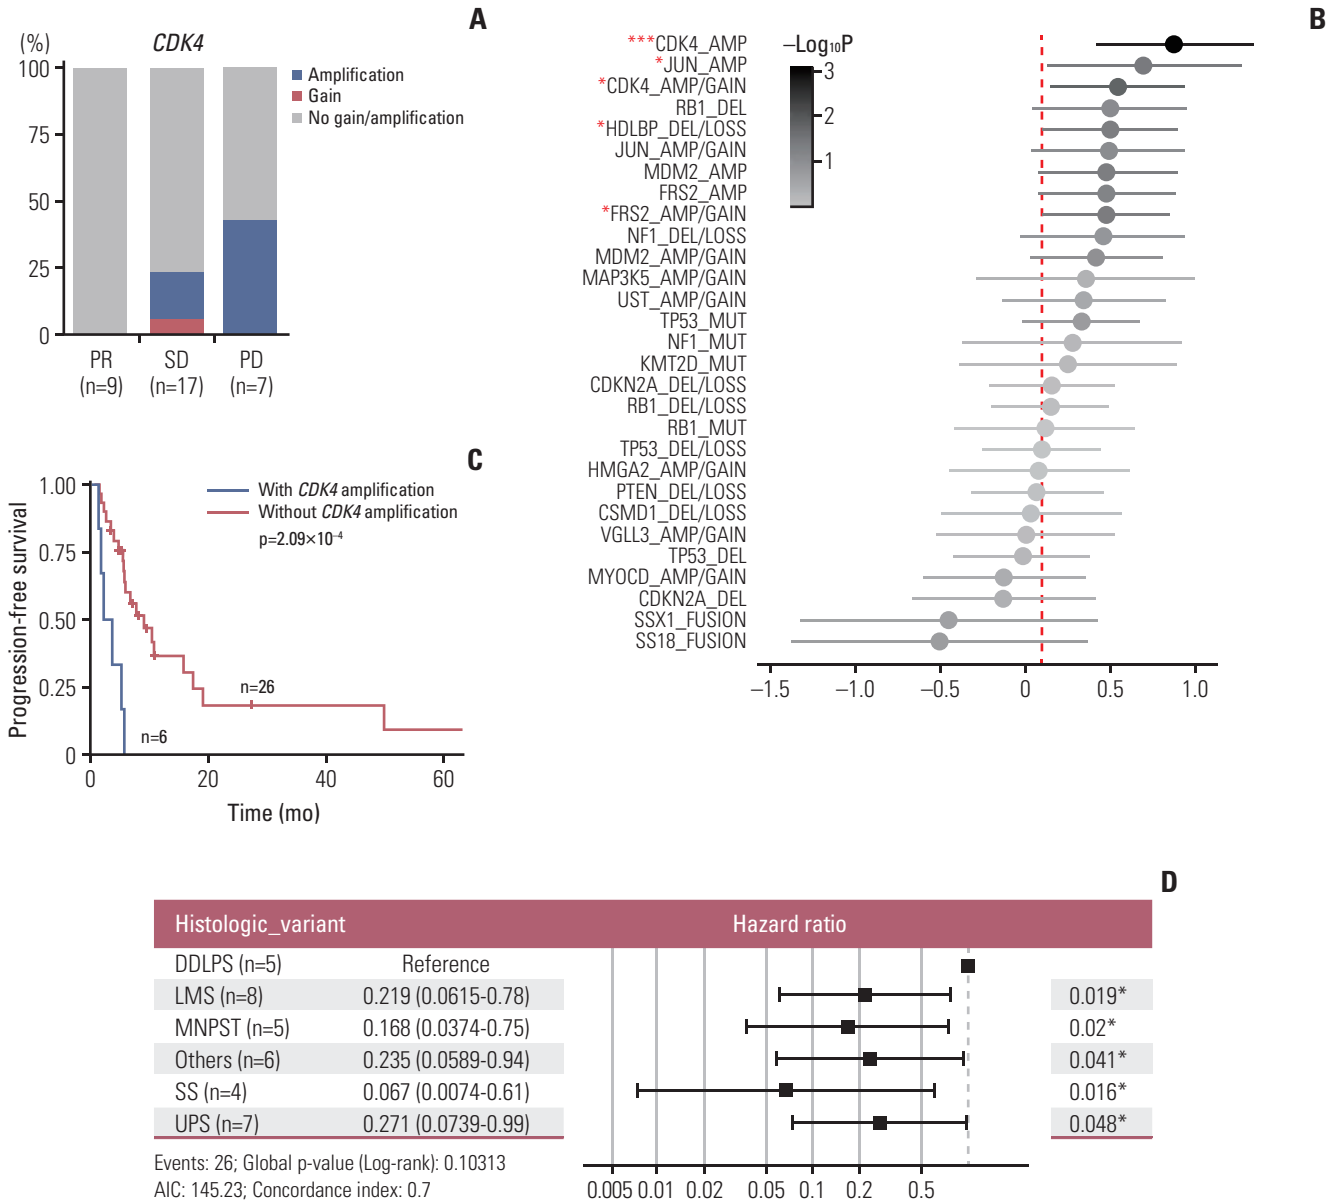 A
(%)
CDK4
100
75
50
25
0
Amplification
Gain
No gain/amplification
PR
(n=9)
SD
(n=17)
PD
(n=7)
B
***CDK4_AMP
*JUN_AMP
*CDK4_AMP/GAIN
RB1_DEL
*HDLBP_DEL/LOSS
JUN_AMP/GAIN
MDM2_AMP
FRS2_AMP
*FRS2_AMP/GAIN
NF1_DEL/LOSS
MDM2_AMP/GAIN
MAP3K5_AMP/GAIN
UST_AMP/GAIN
TP53_MUT
NF1_MUT
KMT2D_MUT
CDKN2A_DEL/LOSS
RB1_DEL/LOSS
RB1_MUT
TP53_DEL/LOSS
HMGA2_AMP/GAIN
PTEN_DEL/LOSS
CSMD1_DEL/LOSS
VGLL3_AMP/GAIN
TP53_DEL
MYOCD_AMP/GAIN
CDKN2A_DEL
SSX1_FUSION
SS18_FUSION
–Log₁₀P
3
2
1
–1.5 –1.0 –0.5 0 0.5 1.0
C
Progression-free survival
1.00
0.75
0.50
0.25
0
With CDK4 amplification
Without CDK4 amplification
p=2.09×10⁻⁴
n=26
n=6
0 20 40 60
Time (mo)
D
Histologic_variant Hazard ratio
DDLPS (n=5) Reference
LMS (n=8) 0.219 (0.0615-0.78) 0.019*
MNPST (n=5) 0.168 (0.0374-0.75) 0.02*
Others (n=6) 0.235 (0.0589-0.94) 0.041*
SS (n=4) 0.067 (0.0074-0.61) 0.016*
UPS (n=7) 0.271 (0.0739-0.99) 0.048*
Events: 26; Global p-value (Log-rank): 0.10313
AIC: 145.23; Concordance index: 0.7
0.005 0.01 0.02 0.05 0.1 0.2 0.5